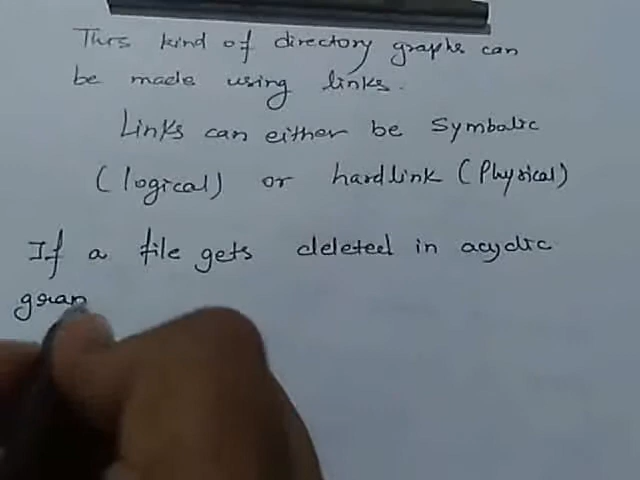 This kind of directory graphs can
be made using links.
Links can either be Symbolic
(logical) or hardlink (Physical)
If a file gets deleted in acyclic
grap